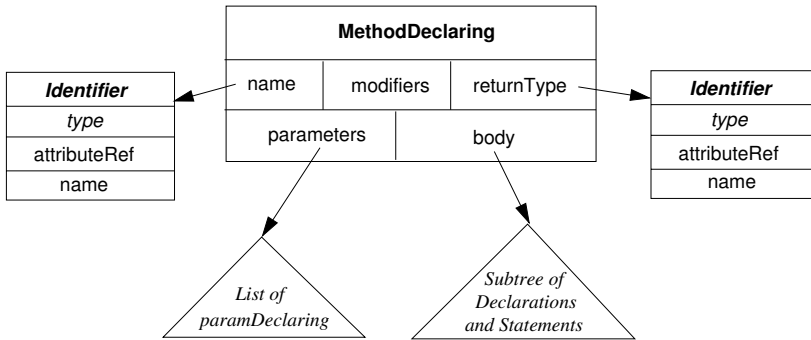 MethodDeclaring
name modifiers returnType
parameters body
Identifier
type
attributeRef
name
Identifier
type
attributeRef
name
List of
paramDeclaring
Subtree of
Declarations
and Statements